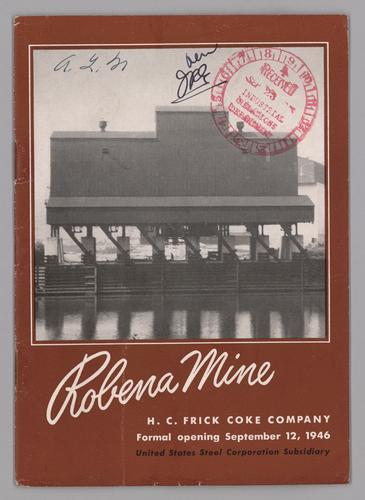 RECEIVED
INDUSTRIAL
Robena Mine
H. C. FRICK COKE COMPANY
Formal opening September 12, 1946
United States Steel Corporation Subsidiary